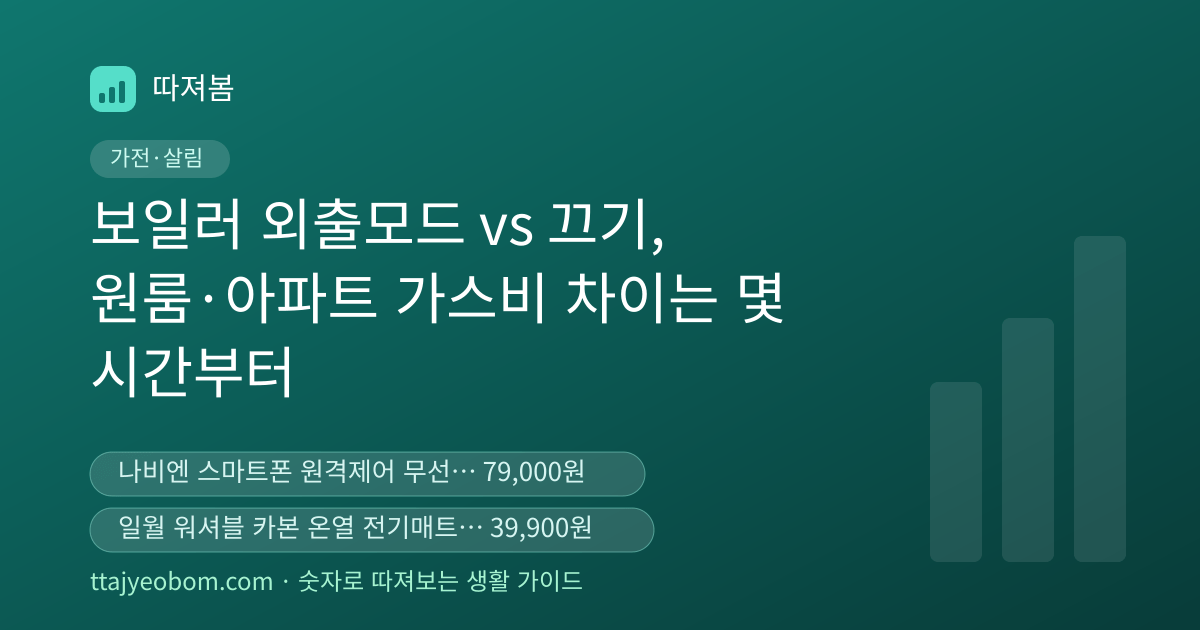 따져봄
가전·살림
보일러 외출모드 vs 끄기,
원룸·아파트 가스비 차이는 몇
시간부터
나비엔 스마트폰 원격제어 무선… 79,000원
일월 워셔블 카본 온열 전기매트… 39,900원
ttajyeobom.com · 숫자로 따져보는 생활 가이드